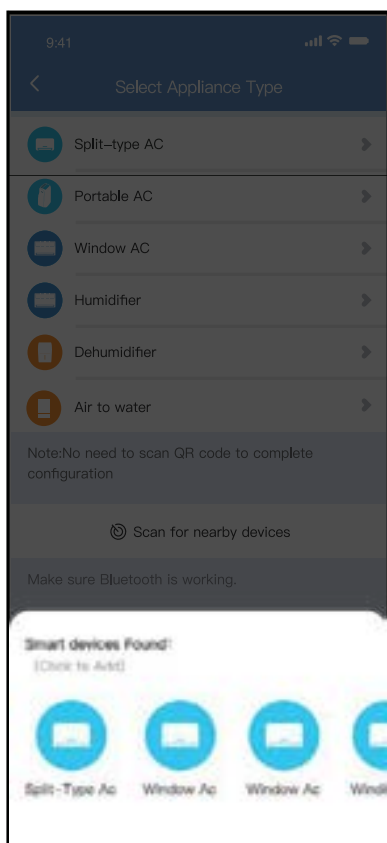 9:41
Select Appliance Type
Split-type AC
Portable AC
Window AC
Humidifier
Dehumidifier
Air to water
Note:No need to scan QR code to complete
configuration
Scan for nearby devices
Make sure Bluetooth is working.
Smart devices Found:
(Click to Add)
Split-Type Ac
Window Ac
Window Ac